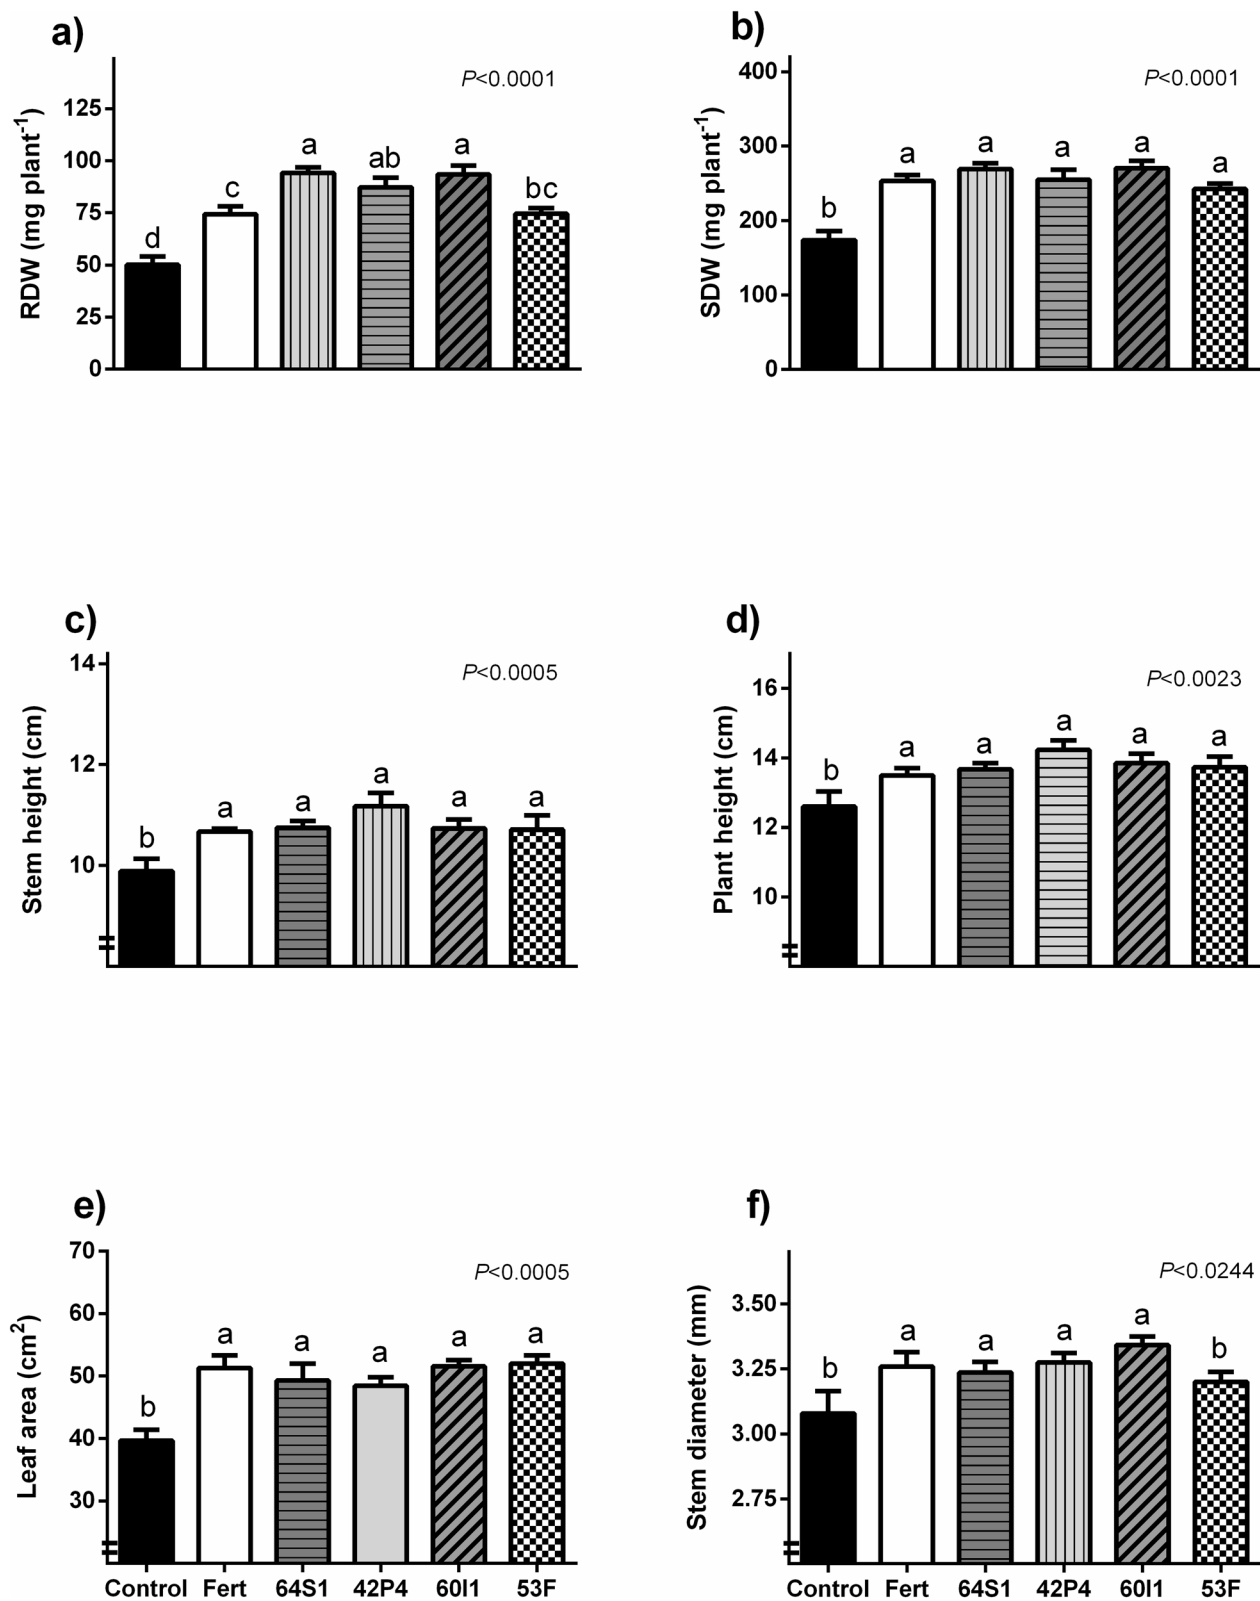 a)
P<0.0001
RDW (mg plant-1)
125
100
75
50
25
0
d
c
a
ab
a
bc
b)
P<0.0001
SDW (mg plant-1)
400
300
200
100
0
b
a
a
a
a
a
c)
P<0.0005
Stem height (cm)
14
12
10
b
a
a
a
a
a
d)
P<0.0023
Plant height (cm)
16
14
12
10
b
a
a
a
a
a
e)
P<0.0005
Leaf area (cm2)
70
60
50
40
30
b
a
a
a
a
a
Control Fert 64S1 42P4 60I1 53F
f)
P<0.0244
Stem diameter (mm)
3.50
3.25
3.00
2.75
b
a
a
a
a
b
Control Fert 64S1 42P4 60I1 53F